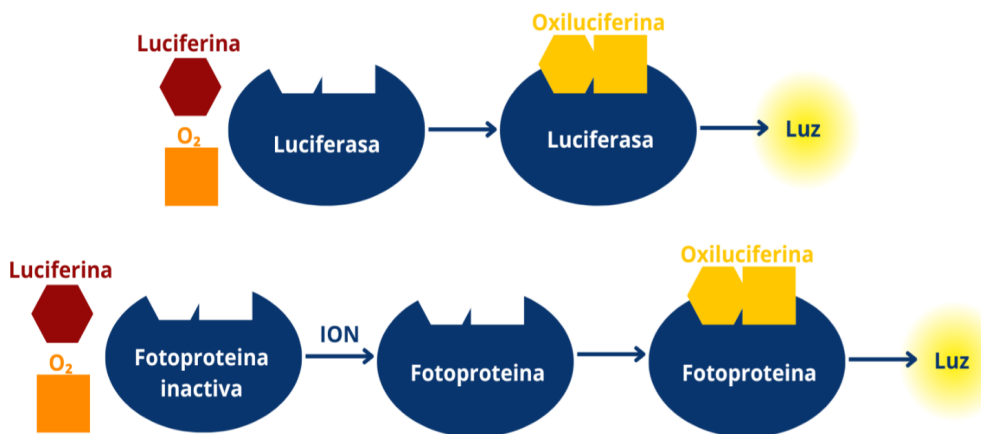 Luciferina
O₂
Luciferasa
Oxiluciferina
Luciferasa
Luz
Luciferina
O₂
Fotoproteina
inactiva
ION
Fotoproteina
Oxiluciferina
Fotoproteina
Luz